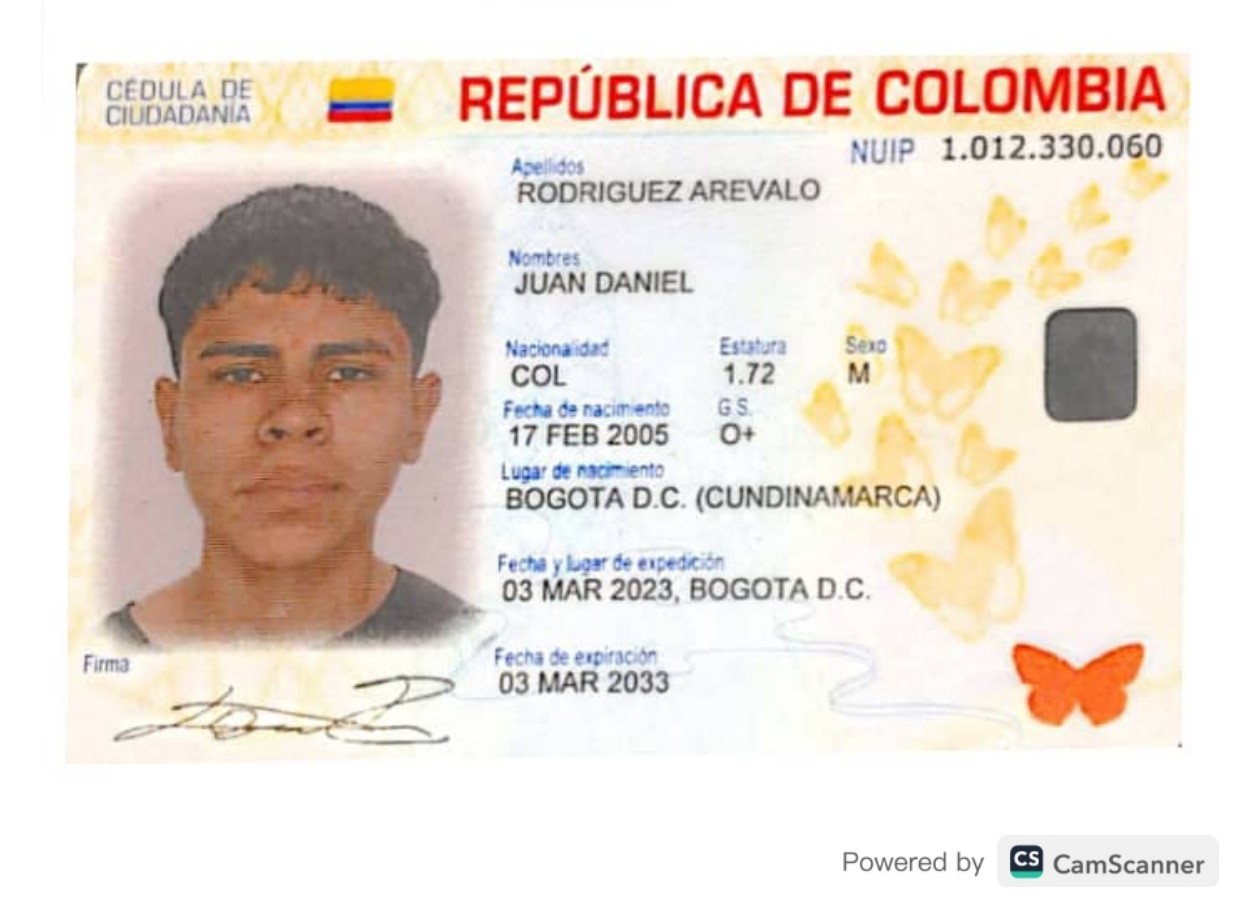 CÉDULA DE
CIUDADANÍA
REPÚBLICA DE COLOMBIA
NUIP 1.012.330.060
Apellidos
RODRIGUEZ AREVALO
Nombres
JUAN DANIEL
Nacionalidad Estatura Sexo
COL 1.72 M
Fecha de nacimiento G.S.
17 FEB 2005 O+
Lugar de nacimiento
BOGOTA D.C. (CUNDINAMARCA)
Fecha y lugar de expedición
03 MAR 2023, BOGOTA D.C.
Fecha de expiración
03 MAR 2033
Firma
Powered by CS CamScanner